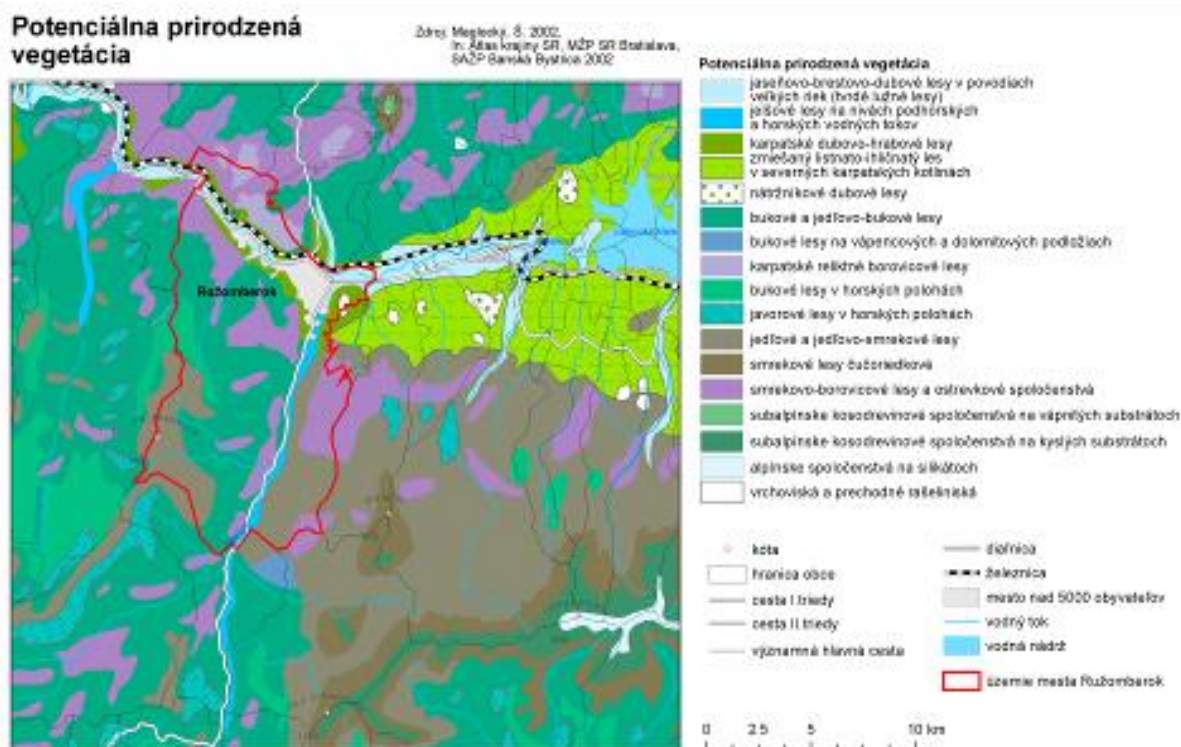 Potenciálna prirodzená
vegetácia
Zdroj: Maglocký, Š. 2002,
In: Atlas krajiny SR, MŽP SR Bratislava,
SAŽP Banská Bystrica 2002
Ružomberok
Potenciálna prirodzená vegetácia
jaseňovo-brestovo-dubové lesy v povodiach
veľkých riek (tvrdé lužné lesy)
jelšové lesy na nivách podhorských
a horských vodných tokov
karpatské dubovo-hrabové lesy
zmiešaný listnato-ihličnatý les
v severných karpatských kotlinách
nátržníkové dubové lesy
bukové a jedľovo-bukové lesy
bukové lesy na vápencových a dolomitových podložiach
karpatské reliktné borovicové lesy
bukové lesy v horských polohách
javorové lesy v horských polohách
jedľové a jedľovo-smrekové lesy
smrekové lesy čučoriedkové
smrekovo-borovicové lesy a ostrevkové spoločenstvá
subalpínske kosodrevinové spoločenstvá na vápnitých substrátoch
subalpínske kosodrevinové spoločenstvá na kyslých substrátoch
alpínske spoločenstvá na silikátoch
vrchoviská a prechodné rašeliniská
kóta
hranica obce
cesta I.triedy
cesta II.triedy
významná hlavná cesta
diaľnica
železnica
mesto nad 5000 obyvateľov
vodný tok
vodná nádrž
územie mesta Ružomberok
0 2.5 5 10 km